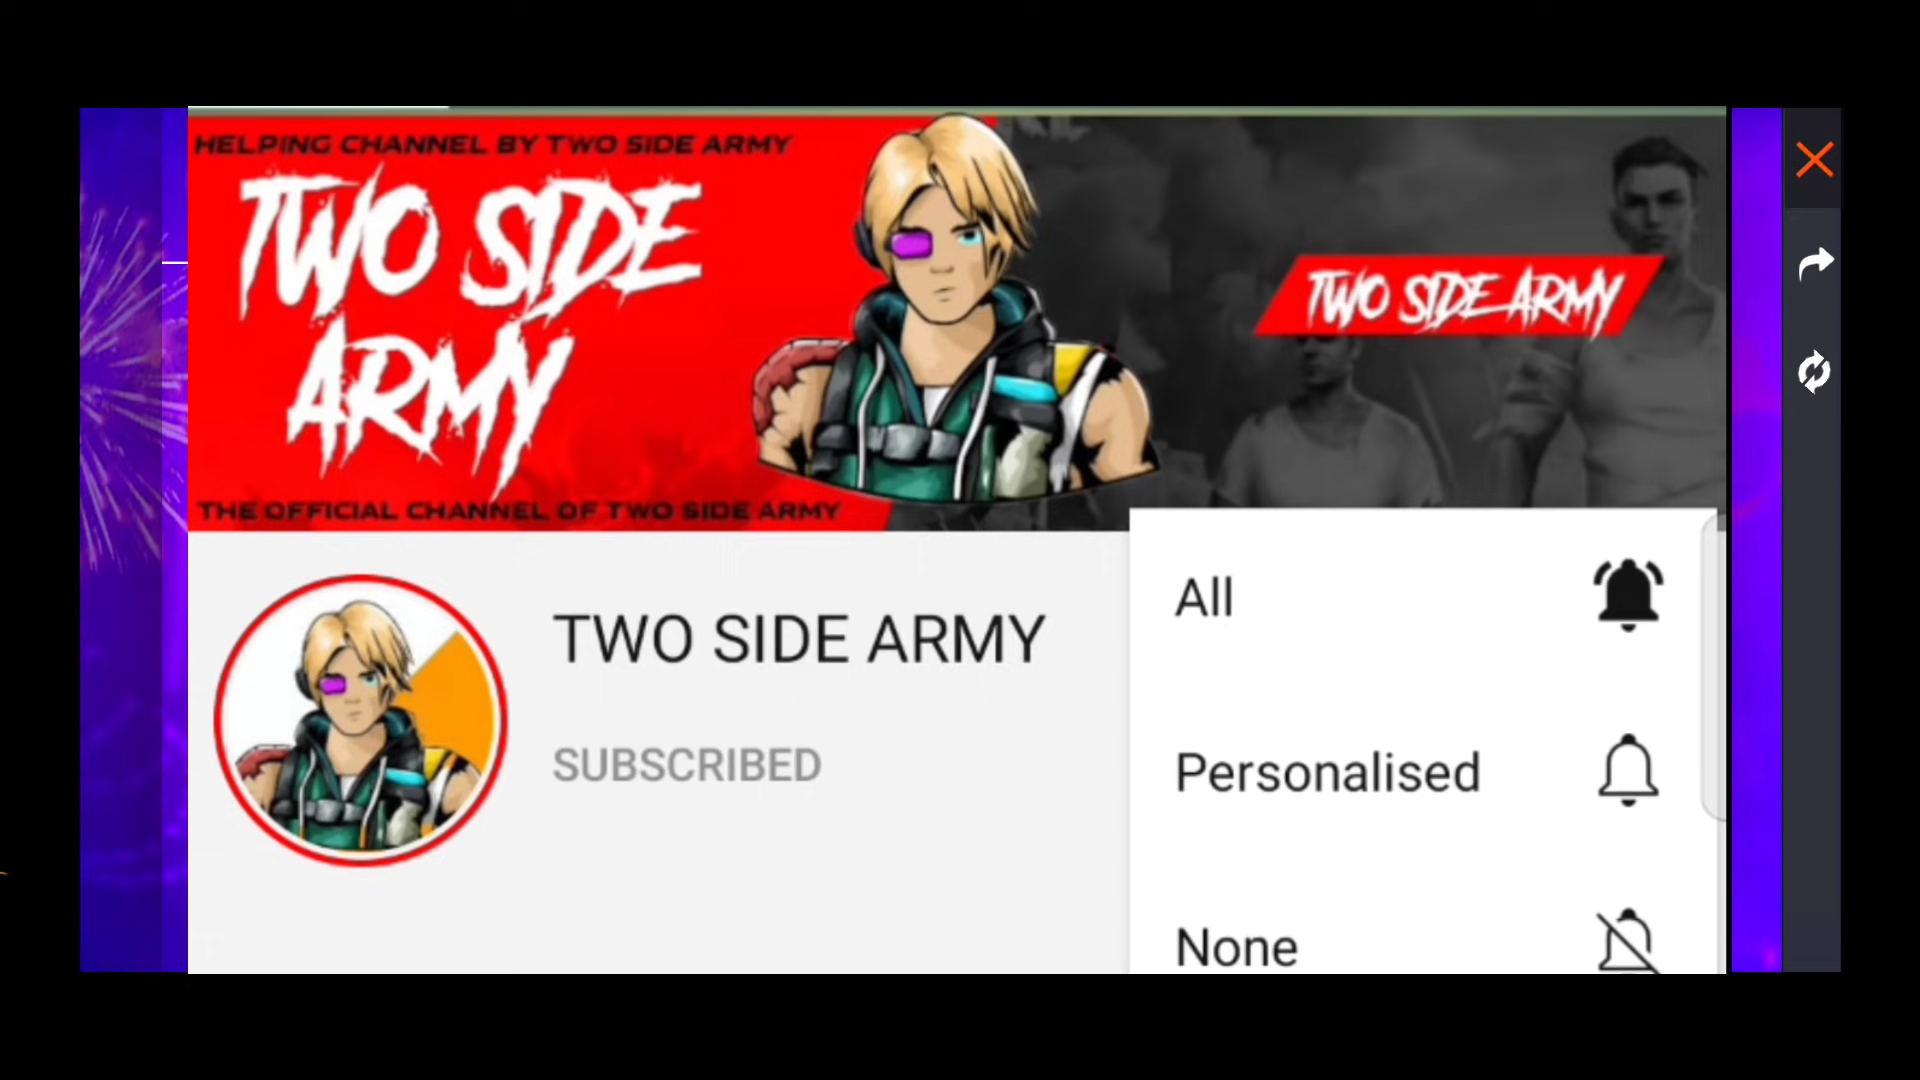 HELPING CHANNEL BY TWO SIDE ARMY
TWO SIDE
ARMY
TWO SIDE ARMY
THE OFFICIAL CHANNEL OF TWO SIDE ARMY
TWO SIDE ARMY
SUBSCRIBED
All
Personalised
None